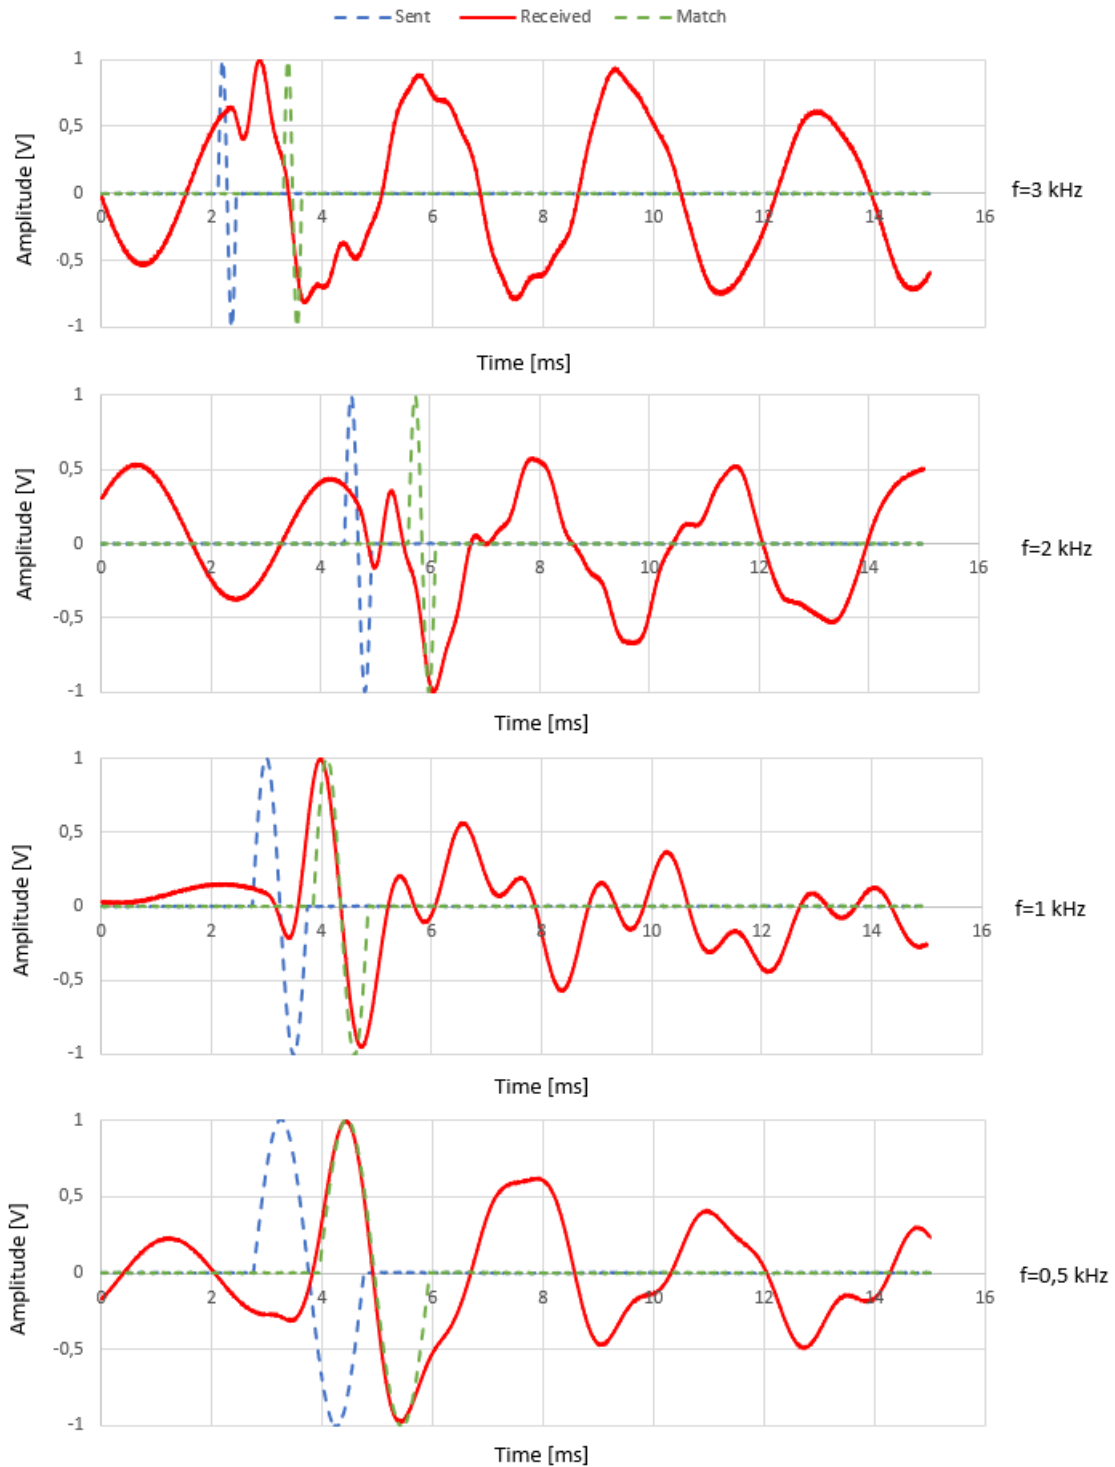 Sent Received Match
1
0,5
0
-0,5
-1
0 2 4 6 8 10 12 14 16
Amplitude [V]
Time [ms]
f=3 kHz
1
0,5
0
-0,5
-1
0 2 4 6 8 10 12 14 16
Amplitude [V]
Time [ms]
f=2 kHz
1
0,5
0
-0,5
-1
0 2 4 6 8 10 12 14 16
Amplitude [V]
Time [ms]
f=1 kHz
1
0,5
0
-0,5
-1
0 2 4 6 8 10 12 14 16
Amplitude [V]
Time [ms]
f=0,5 kHz